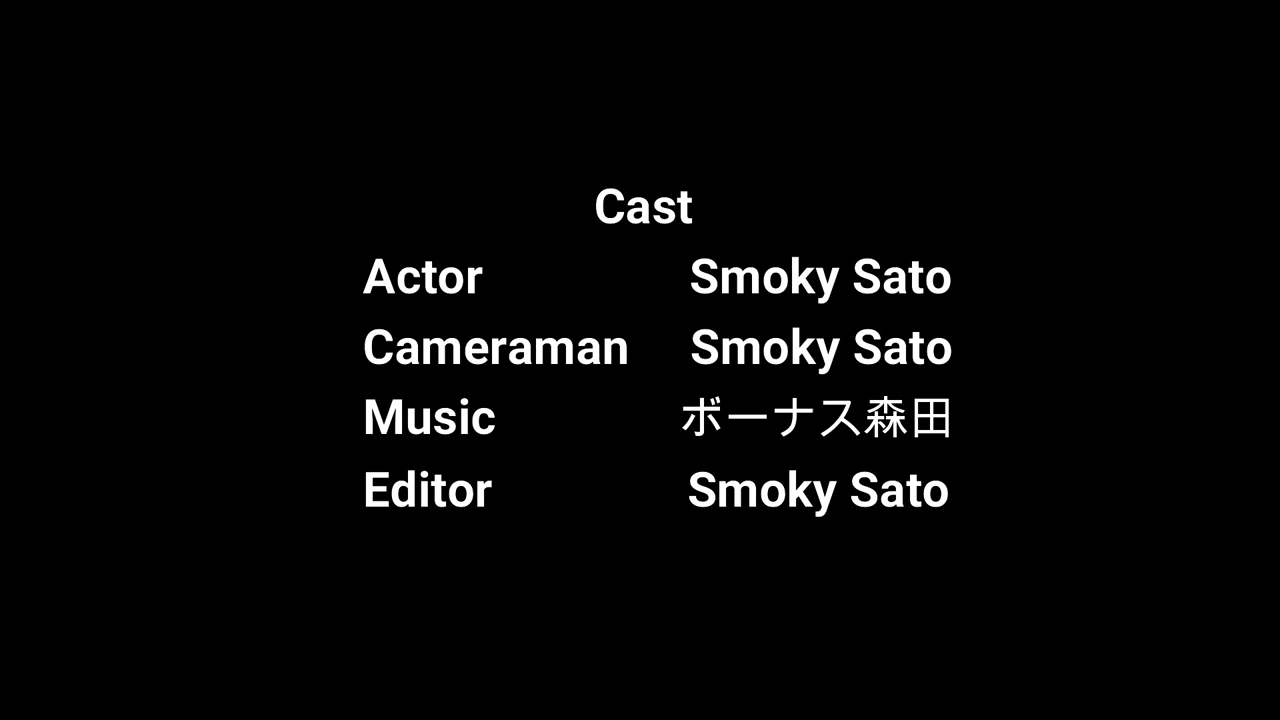 Cast
Actor Smoky Sato
Cameraman Smoky Sato
Music ボーナス森田
Editor Smoky Sato